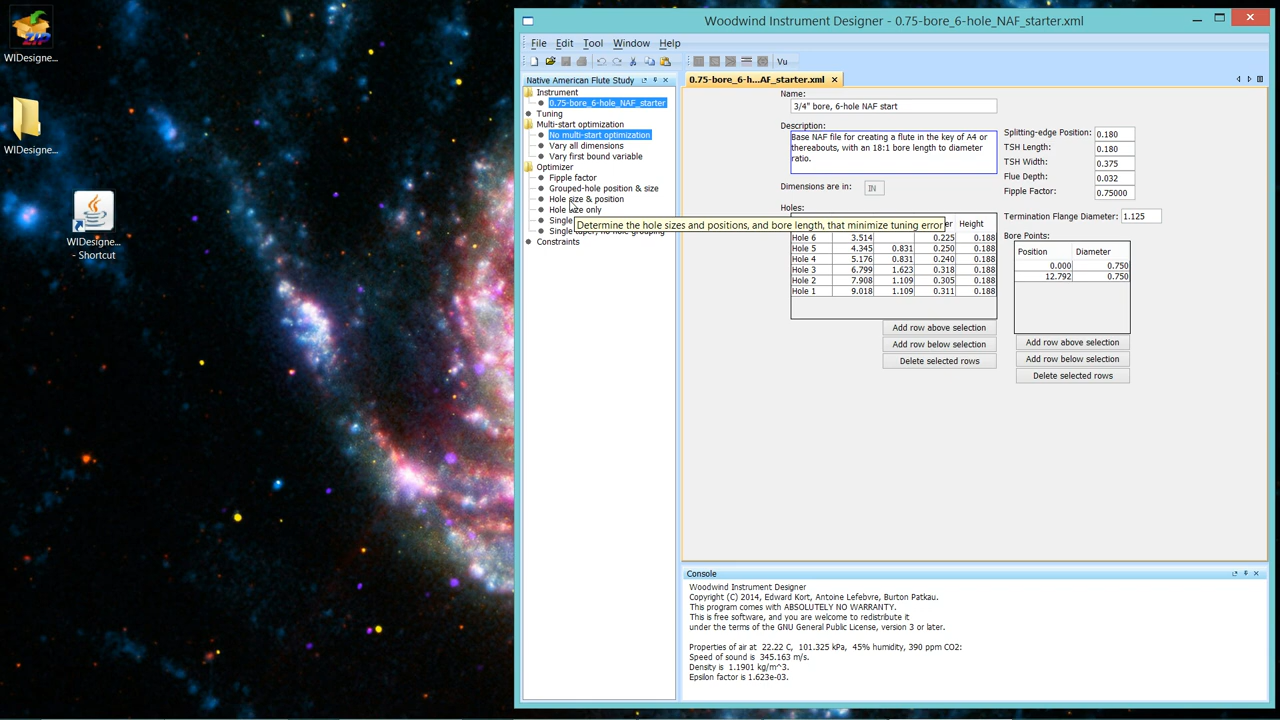 WIDesigne...
WIDesigne...
WIDesigne...
- Shortcut
Woodwind Instrument Designer - 0.75-bore_6-hole_NAF_starter.xml
File Edit Tool Window Help
Vu
Native American Flute Study
Instrument
0.75-bore_6-hole_NAF_starter
Tuning
Multi-start optimization
No multi-start optimization
Vary all dimensions
Vary first bound variable
Optimizer
Fipple factor
Grouped-hole position & size
Hole size & position
Hole size only
Single
Single taper, no hole grouping
Constraints
Determine the hole sizes and positions, and bore length, that minimize tuning error
0.75-bore_6-h...AF_starter.xml
Name:
3/4" bore, 6-hole NAF start
Description:
Base NAF file for creating a flute in the key of A4 or
thereabouts, with an 18:1 bore length to diameter
ratio.
Dimensions are in: IN
Holes:
er Height
Hole 6 3.514 0.225 0.188
Hole 5 4.345 0.831 0.250 0.188
Hole 4 5.176 0.831 0.240 0.188
Hole 3 6.799 1.623 0.318 0.188
Hole 2 7.908 1.109 0.305 0.188
Hole 1 9.018 1.109 0.311 0.188
Add row above selection
Add row below selection
Delete selected rows
Splitting-edge Position: 0.180
TSH Length: 0.180
TSH Width: 0.375
Flue Depth: 0.032
Fipple Factor: 0.75000
Termination Flange Diameter: 1.125
Bore Points:
Position Diameter
0.000 0.750
12.792 0.750
Add row above selection
Add row below selection
Delete selected rows
Console
Woodwind Instrument Designer
Copyright (C) 2014, Edward Kort, Antoine Lefebvre, Burton Patkau.
This program comes with ABSOLUTELY NO WARRANTY.
This is free software, and you are welcome to redistribute it
under the terms of the GNU General Public License, version 3 or later.
Properties of air at 22.22 C, 101.325 kPa, 45% humidity, 390 ppm CO2:
Speed of sound is 345.163 m/s.
Density is 1.1901 kg/m^3.
Epsilon factor is 1.623e-03.